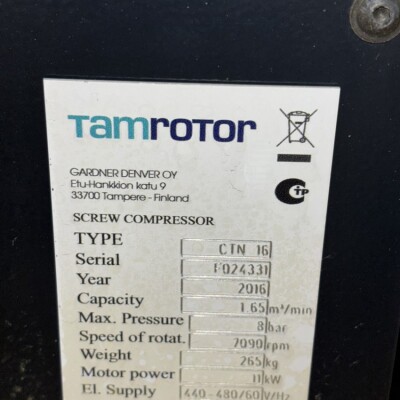 Tamrotor
GARDNER DENVER OY
Etu-Hankkion katu 9
33700 Tampere - Finland
SCREW COMPRESSOR
TYPE CTN 16
Serial F024331
Year 2016
Capacity 1.65 m³/min
Max. Pressure 8 bar
Speed of rotat. 7090 rpm
Weight 265 kg
Motor power 11 kW
El. Supply 440-480/60 V/Hz